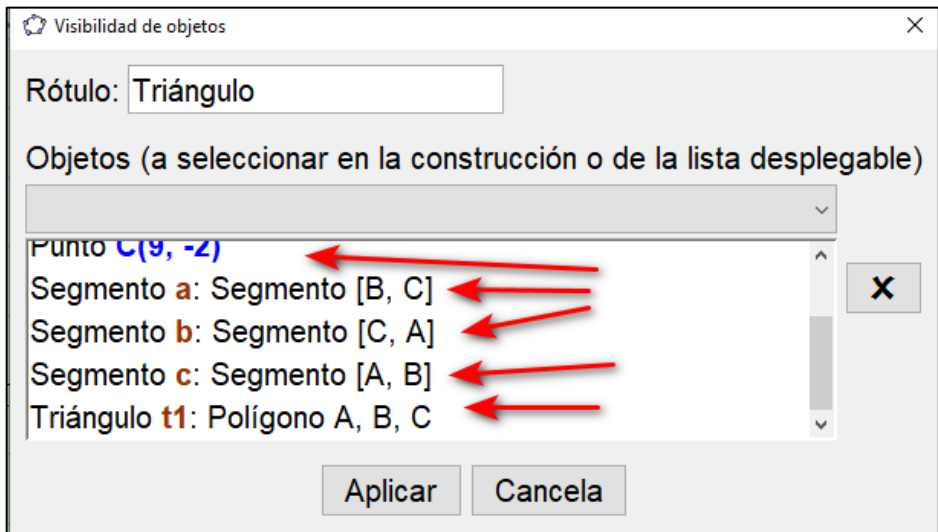 Visibilidad de objetos
Rótulo: Triángulo
Objetos (a seleccionar en la construcción o de la lista desplegable)
Punto C(9, -2)
Segmento a: Segmento [B, C]
Segmento b: Segmento [C, A]
Segmento c: Segmento [A, B]
Triángulo t1: Polígono A, B, C
Aplicar Cancela